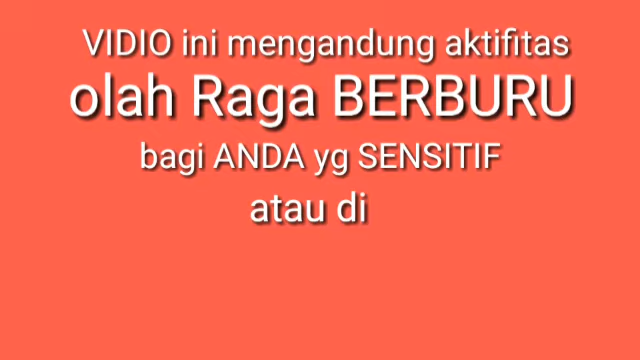 VIDIO ini mengandung aktifitas
olah Raga BERBURU
bagi ANDA yg SENSITIF
atau di